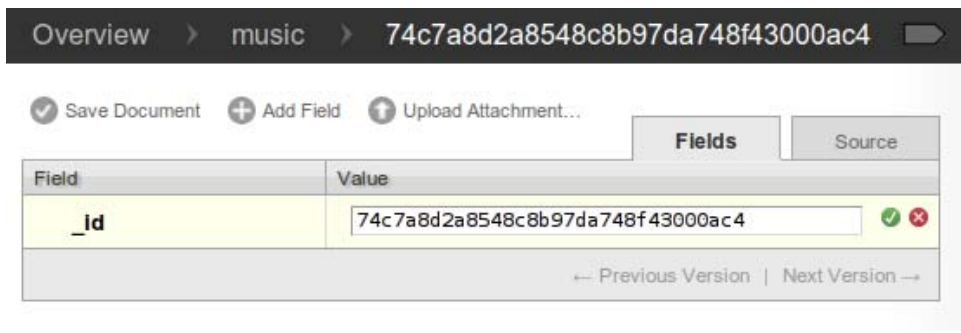 Overview > music > 74c7a8d2a8548c8b97da748f43000ac4
Save Document Add Field Upload Attachment...
Fields Source
Field Value
_id 74c7a8d2a8548c8b97da748f43000ac4
← Previous Version | Next Version →